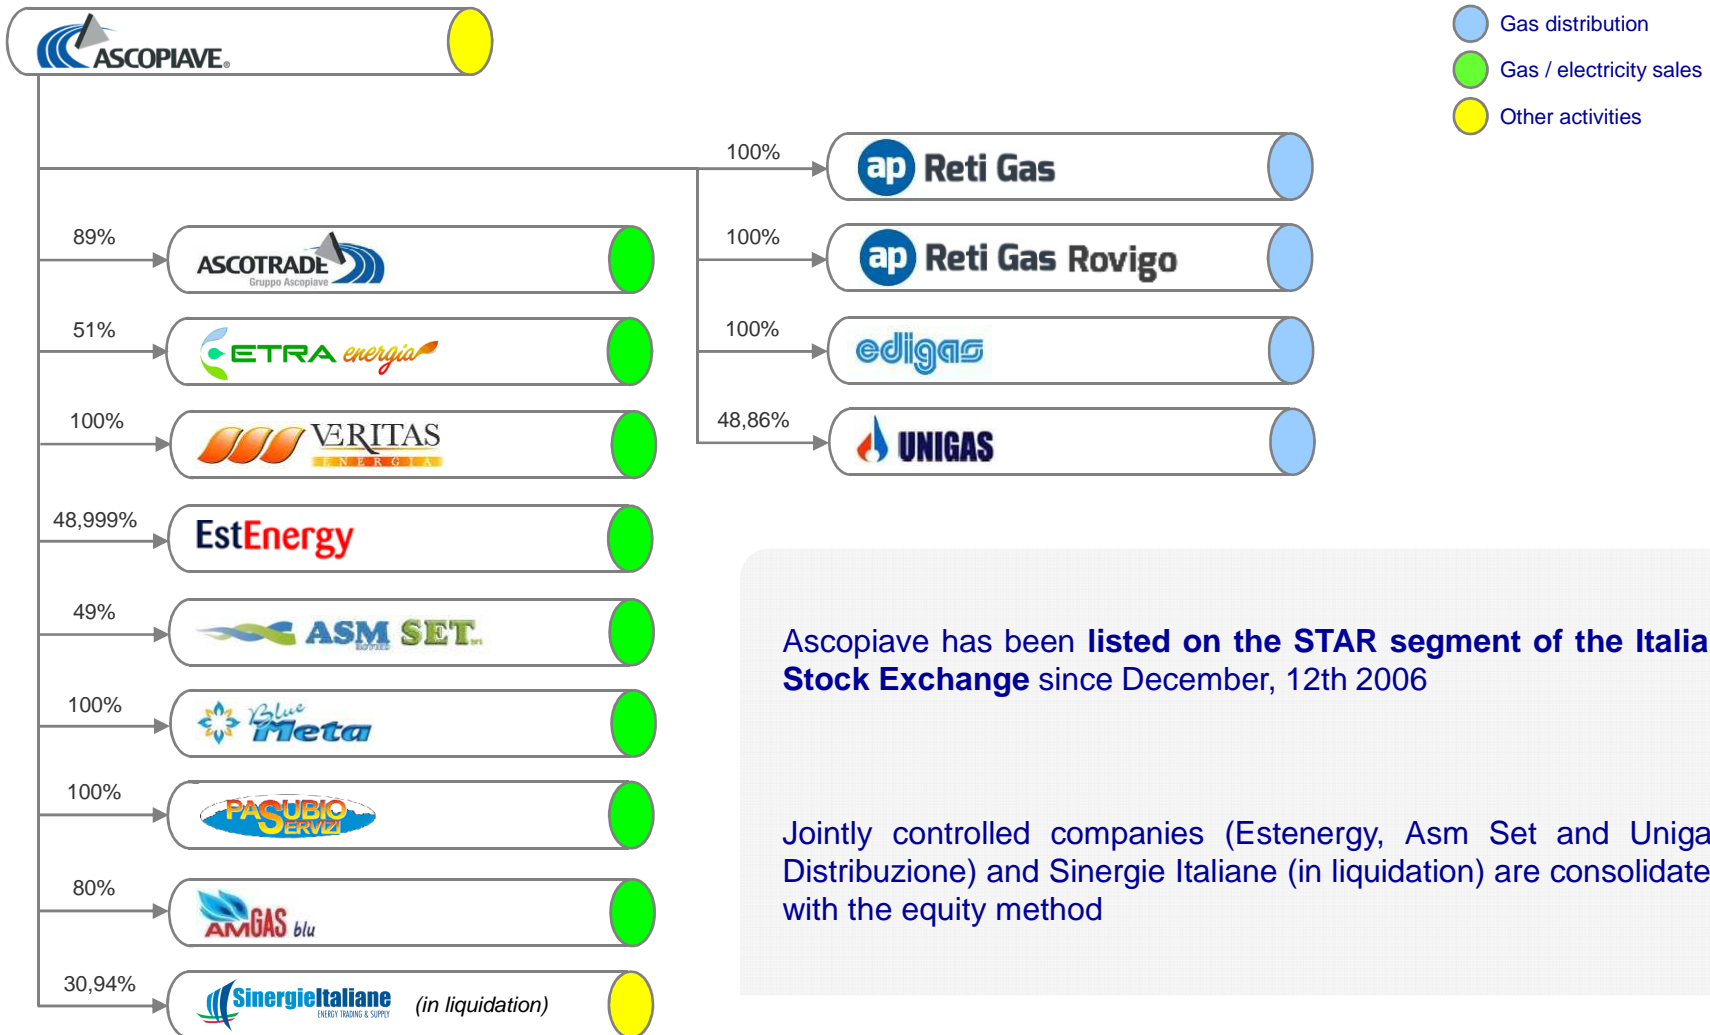 ASCOPIAVE®
Gas distribution
Gas / electricity sales
Other activities
100%
ap Reti Gas
100%
ap Reti Gas Rovigo
100%
edigas
48,86%
UNIGAS
89%
ASCOTRADE
Gruppo Ascopiave
51%
ETRA energia
100%
VERITAS
ENERGIA
48,999%
EstEnergy
49%
ASM SET
ROVIGO
100%
Blue
Meta
100%
PASUBIO
SERVIZI
80%
AMGAS blu
30,94%
SinergieItaliane
ENERGY TRADING & SUPPLY
(in liquidation)
Ascopiave has been listed on the STAR segment of the Italia
Stock Exchange since December, 12th 2006
Jointly controlled companies (Estenergy, Asm Set and Uniga
Distribuzione) and Sinergie Italiane (in liquidation) are consolidate
with the equity method